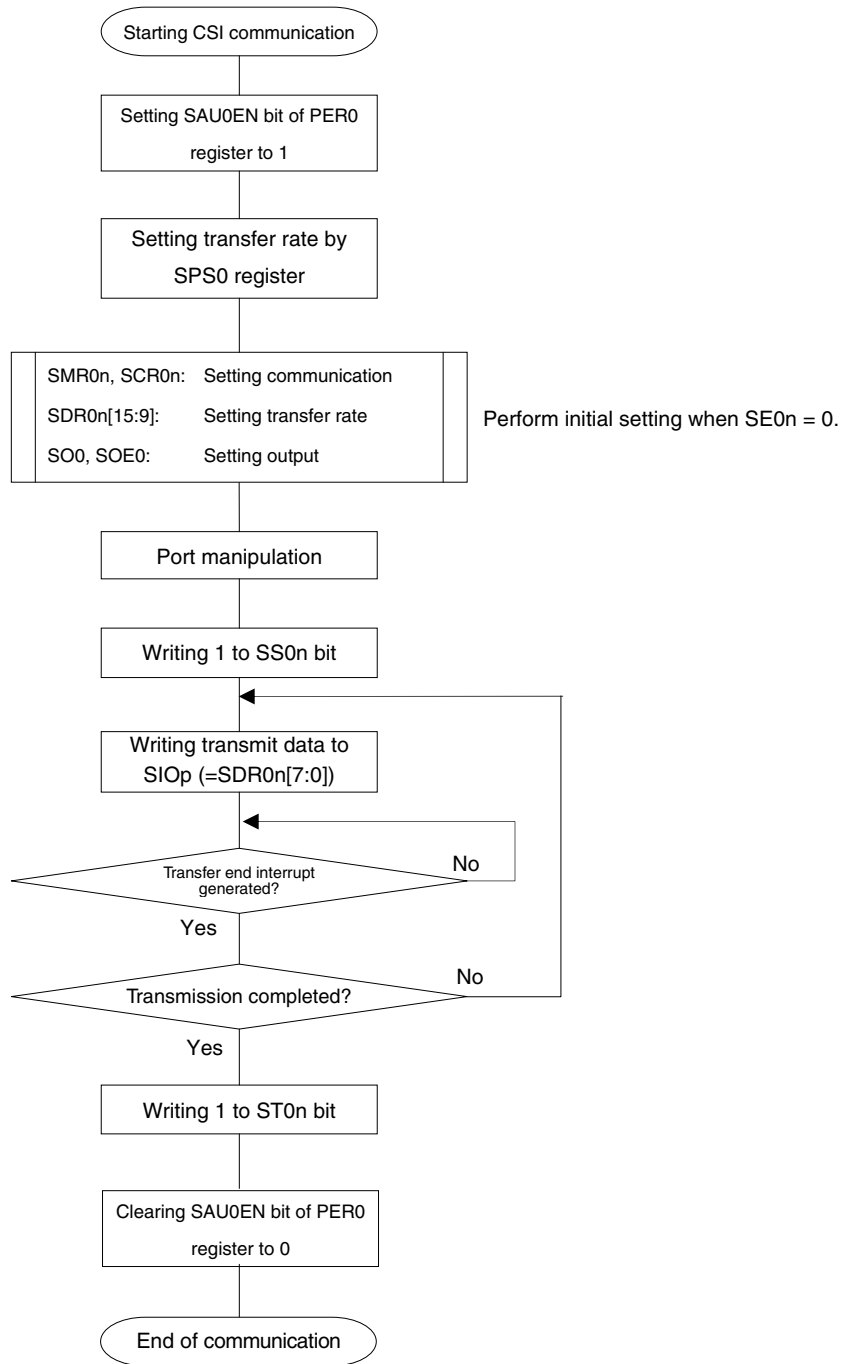 Starting CSI communication
Setting SAU0EN bit of PER0
register to 1
Setting transfer rate by
SPS0 register
SMR0n, SCR0n: Setting communication
SDR0n[15:9]: Setting transfer rate
SO0, SOE0: Setting output
Perform initial setting when SE0n = 0.
Port manipulation
Writing 1 to SS0n bit
Writing transmit data to
SIOp (=SDR0n[7:0])
Transfer end interrupt
generated?
No
Yes
Transmission completed?
No
Yes
Writing 1 to ST0n bit
Clearing SAU0EN bit of PER0
register to 0
End of communication